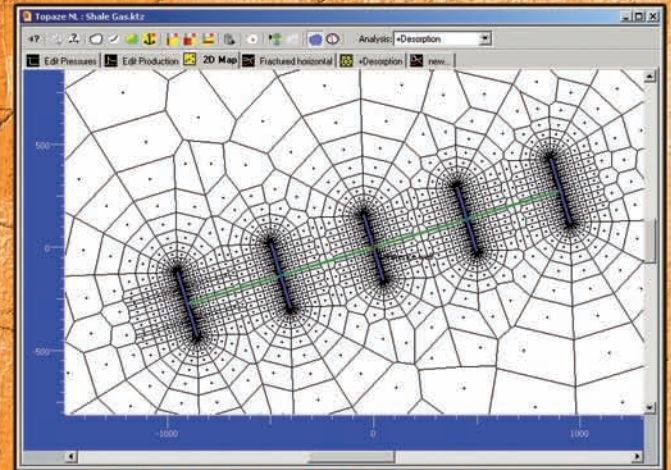 Topaze NL : Shale Gas.ktz
Analysis: +Desorption
Edit Pressures Edit Production 2D Map Fractured horizontal +Desorption new...
500
0
-500
-1000 0 1000